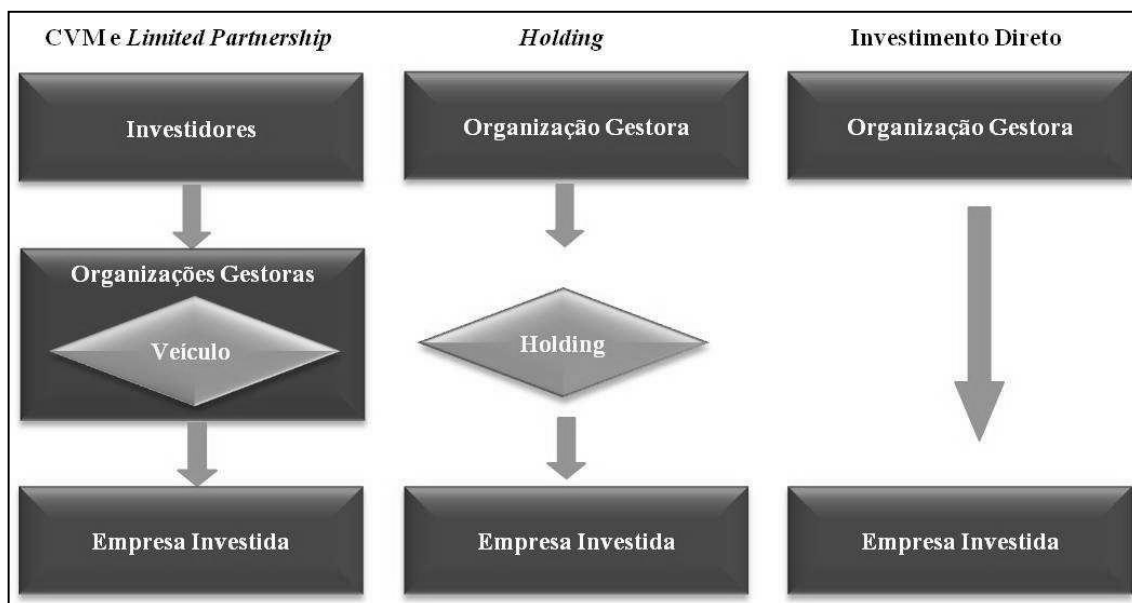 CVM e Limited Partnership
Holding
Investimento Direto
Investidores
Organização Gestora
Organização Gestora
Organizações Gestoras
Veículo
Holding
Empresa Investida
Empresa Investida
Empresa Investida